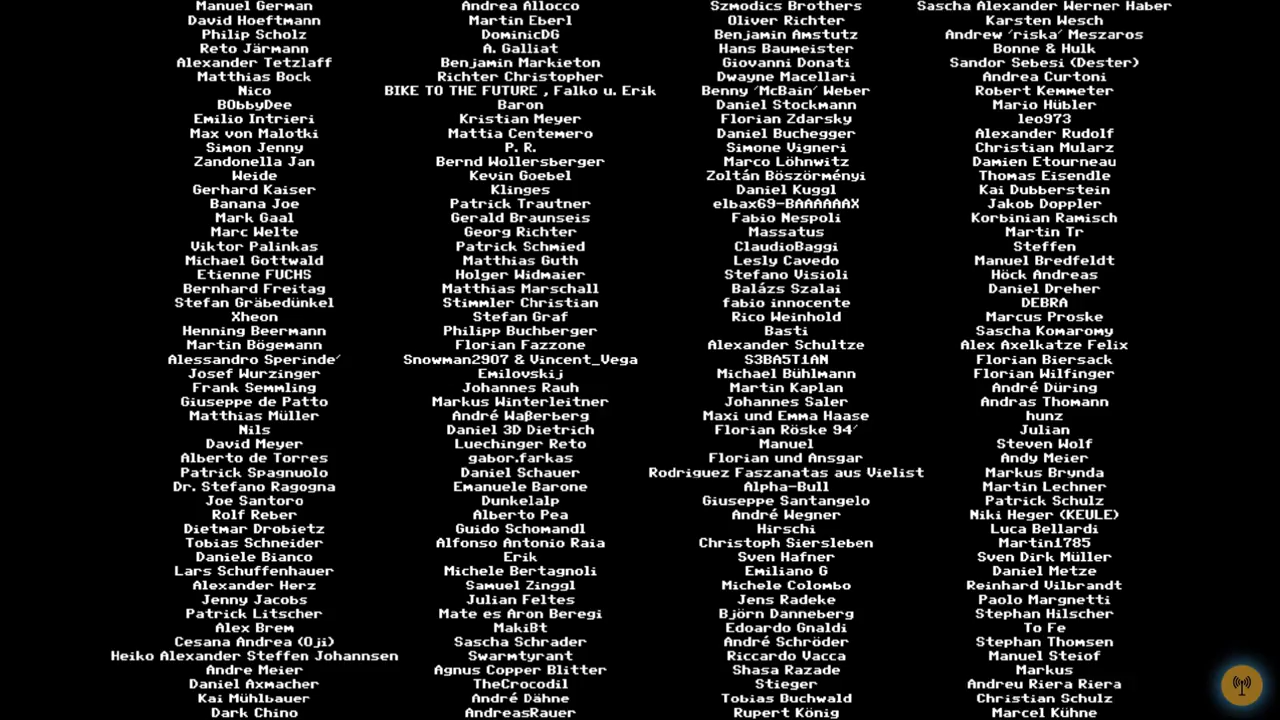 Manuel German
David Hoeftmann
Philip Scholz
Reto Järmann
Alexander Tetzlaff
Matthias Bock
Nico
BObbyDee
Emilio Intrieri
Max von Malotki
Simon Jenny
Zandonella Jan
Weide
Gerhard Kaiser
Banana Joe
Mark Gaal
Marc Welte
Viktor Palinkas
Michael Gottwald
Etienne FUCHS
Bernhard Freitag
Stefan Gräbedünkel
Xheon
Henning Beermann
Martin Bögemann
Alessandro Sperinde´
Josef Wurzinger
Frank Semmling
Giuseppe de Patto
Matthias Müller
Nils
David Meyer
Alberto de Torres
Patrick Spagnuolo
Dr. Stefano Ragogna
Joe Santoro
Rolf Reber
Dietmar Drobietz
Tobias Schneider
Daniele Bianco
Lars Schuffenhauer
Alexander Herz
Jenny Jacobs
Patrick Litscher
Alex Brem
Cesana Andrea (Oji)
Heiko Alexander Steffen Johannsen
Andre Meier
Daniel Axmacher
Kai Mühlbauer
Dark Chino
Andrea Allocco
Martin Eberl
DominicDG
A. Galliat
Benjamin Markieton
Richter Christopher
BIKE TO THE FUTURE , Falko u. Erik
Baron
Kristian Meyer
Mattia Centemero
P. R.
Bernd Wollersberger
Kevin Goebel
Klinges
Patrick Trautner
Gerald Braunseis
Georg Richter
Patrick Schmied
Matthias Guth
Holger Widmaier
Matthias Marschall
Stimmler Christian
Stefan Graf
Philipp Buchberger
Florian Fazzone
Snowman2907 & Vincent_Vega
Emilovskij
Johannes Rauh
Markus Winterleitner
André Waßerberg
Daniel 3D Dietrich
Luechinger Reto
gabor.farkas
Daniel Schauer
Emanuele Barone
Dunkelalp
Alberto Pea
Guido Schomandl
Alfonso Antonio Raia
Erik
Michele Bertagnoli
Samuel Zinggl
Julian Feltes
Mate es Aron Beregi
MakiBt
Sascha Schrader
Swarmtyrant
Agnus Copper Blitter
TheCrocodil
André Dähne
AndreasRauer
Szmodics Brothers
Oliver Richter
Benjamin Amstutz
Hans Baumeister
Giovanni Donati
Dwayne Macellari
Benny ´McBain´ Weber
Daniel Stockmann
Florian Zdarsky
Daniel Buchegger
Simone Vigneri
Marco Löhnwitz
Zoltán Böszörményi
Daniel Kuggl
elbax69-BAAAAAAX
Fabio Nespoli
Massatus
ClaudioBaggi
Lesly Cavedo
Stefano Visioli
Balázs Szalai
fabio innocente
Rico Weinhold
Basti
Alexander Schultze
S3BA5T1AN
Michael Bühlmann
Martin Kaplan
Johannes Saler
Maxi und Emma Haase
Florian Röske 94´
Manuel
Florian und Ansgar
Rodriguez Faszanatas aus Vielist
Alpha-Bull
Giuseppe Santangelo
André Wegner
Hirschi
Christoph Siersleben
Sven Hafner
Emiliano G
Michele Colombo
Jens Radeke
Björn Danneberg
Edoardo Gnaldi
André Schröder
Riccardo Vacca
Shasa Razade
Stieger
Tobias Buchwald
Rupert König
Sascha Alexander Werner Haber
Karsten Wesch
Andrew ´riska´ Meszaros
Bonne & Hulk
Sandor Sebesi (Dester)
Andrea Curtoni
Robert Kemmeter
Mario Hübler
leo973
Alexander Rudolf
Christian Mularz
Damien Etourneau
Thomas Eisendle
Kai Dubberstein
Jakob Doppler
Korbinian Ramisch
Martin Tr
Steffen
Manuel Bredfeldt
Höck Andreas
Daniel Dreher
DEBRA
Marcus Proske
Sascha Komaromy
Alex Axelkatze Felix
Florian Biersack
Florian Wilfinger
André Düring
Andras Thomann
hunz
Julian
Steven Wolf
Andy Meier
Markus Brynda
Martin Lechner
Patrick Schulz
Niki Heger (KEULE)
Luca Bellardi
Martin1785
Sven Dirk Müller
Daniel Metze
Reinhard Vilbrandt
Paolo Margnetti
Stephan Hilscher
To Fe
Stephan Thomsen
Manuel Steiof
Markus
Andreu Riera Riera
Christian Schulz
Marcel Kühne